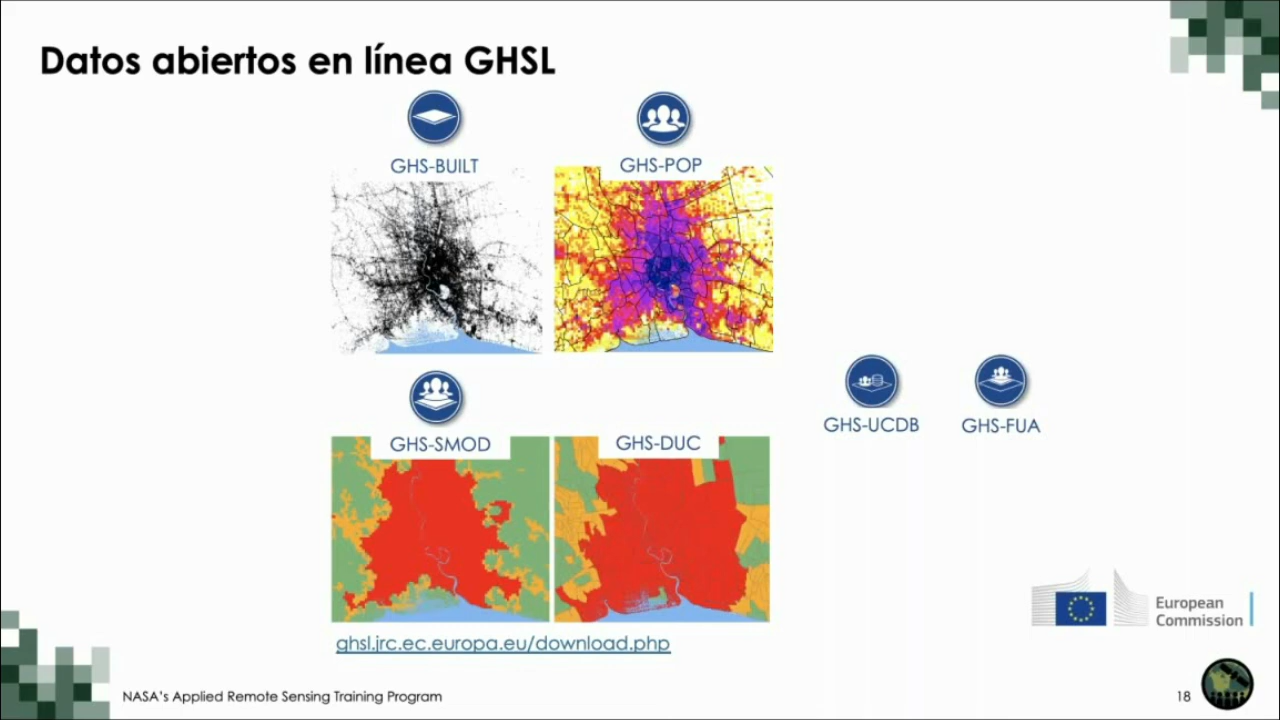 Datos abiertos en línea GHSL
GHS-BUILT
GHS-POP
GHS-SMOD
GHS-DUC
GHS-UCDB
GHS-FUA
ghsl.jrc.ec.europa.eu/download.php
European
Commission
NASA's Applied Remote Sensing Training Program
18